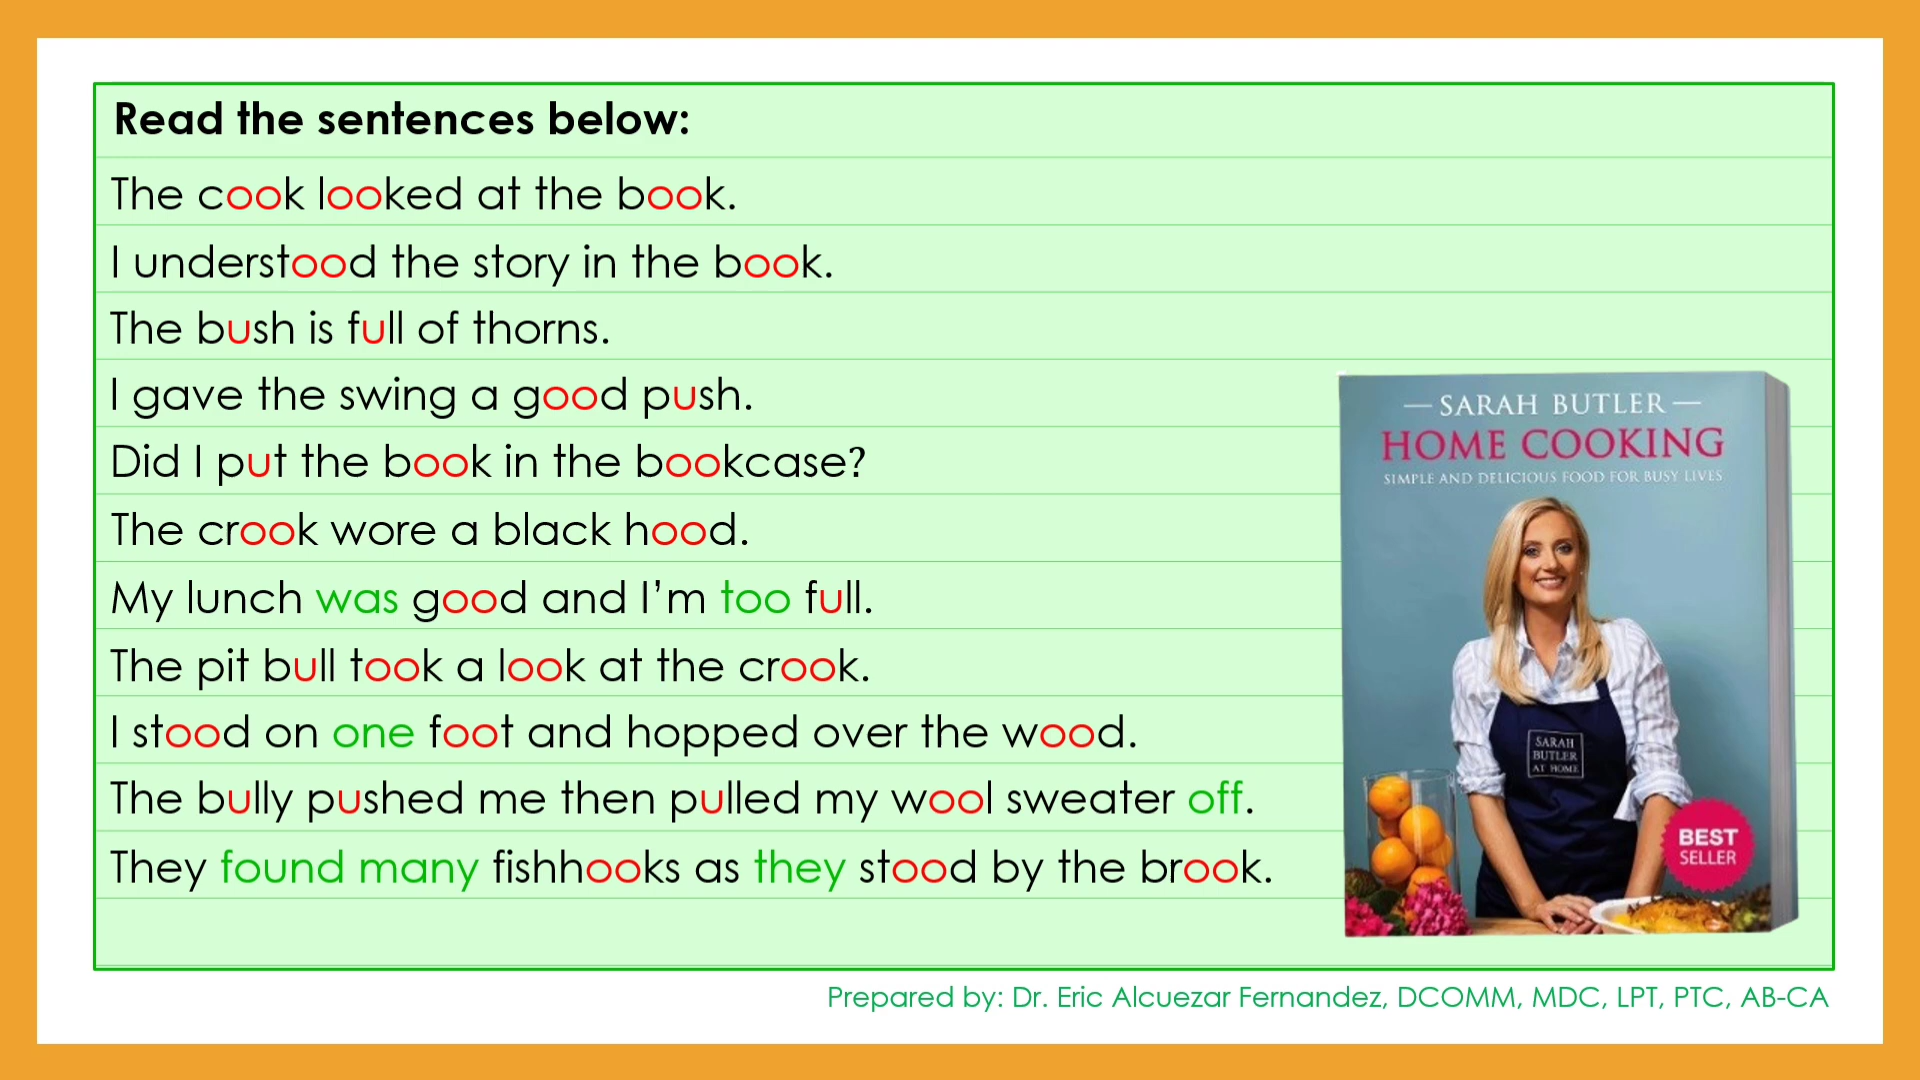 Read the sentences below:
The cook looked at the book.
I understood the story in the book.
The bush is full of thorns.
I gave the swing a good push.
Did I put the book in the bookcase?
The crook wore a black hood.
My lunch was good and I’m too full.
The pit bull took a look at the crook.
I stood on one foot and hopped over the wood.
The bully pushed me then pulled my wool sweater off.
They found many fishhooks as they stood by the brook.
— SARAH BUTLER —
HOME COOKING
SIMPLE AND DELICIOUS FOOD FOR BUSY LIVES
SARAH
BUTLER
AT HOME
BEST
SELLER
Prepared by: Dr. Eric Alcuezar Fernandez, DCOMM, MDC, LPT, PTC, AB-CA